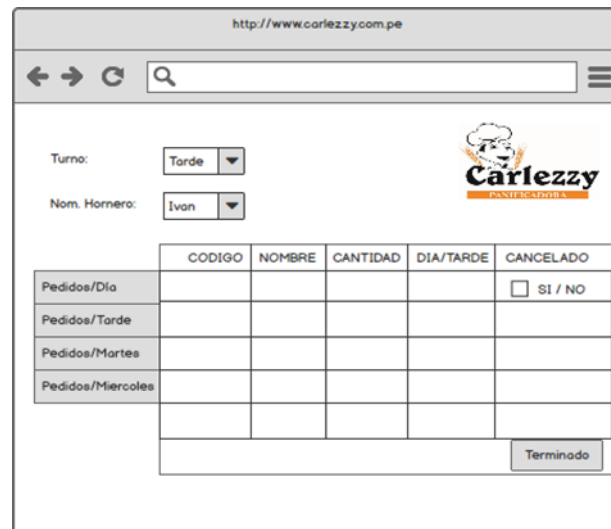 http://www.carlezzy.com.pe
Turno:
Tarde
Carlezzy
PANIFICADORA
Nom. Hornero:
Ivan
CODIGO NOMBRE CANTIDAD DIA/TARDE CANCELADO
Pedidos/Día
SI / NO
Pedidos/Tarde
Pedidos/Martes
Pedidos/Miercoles
Terminado